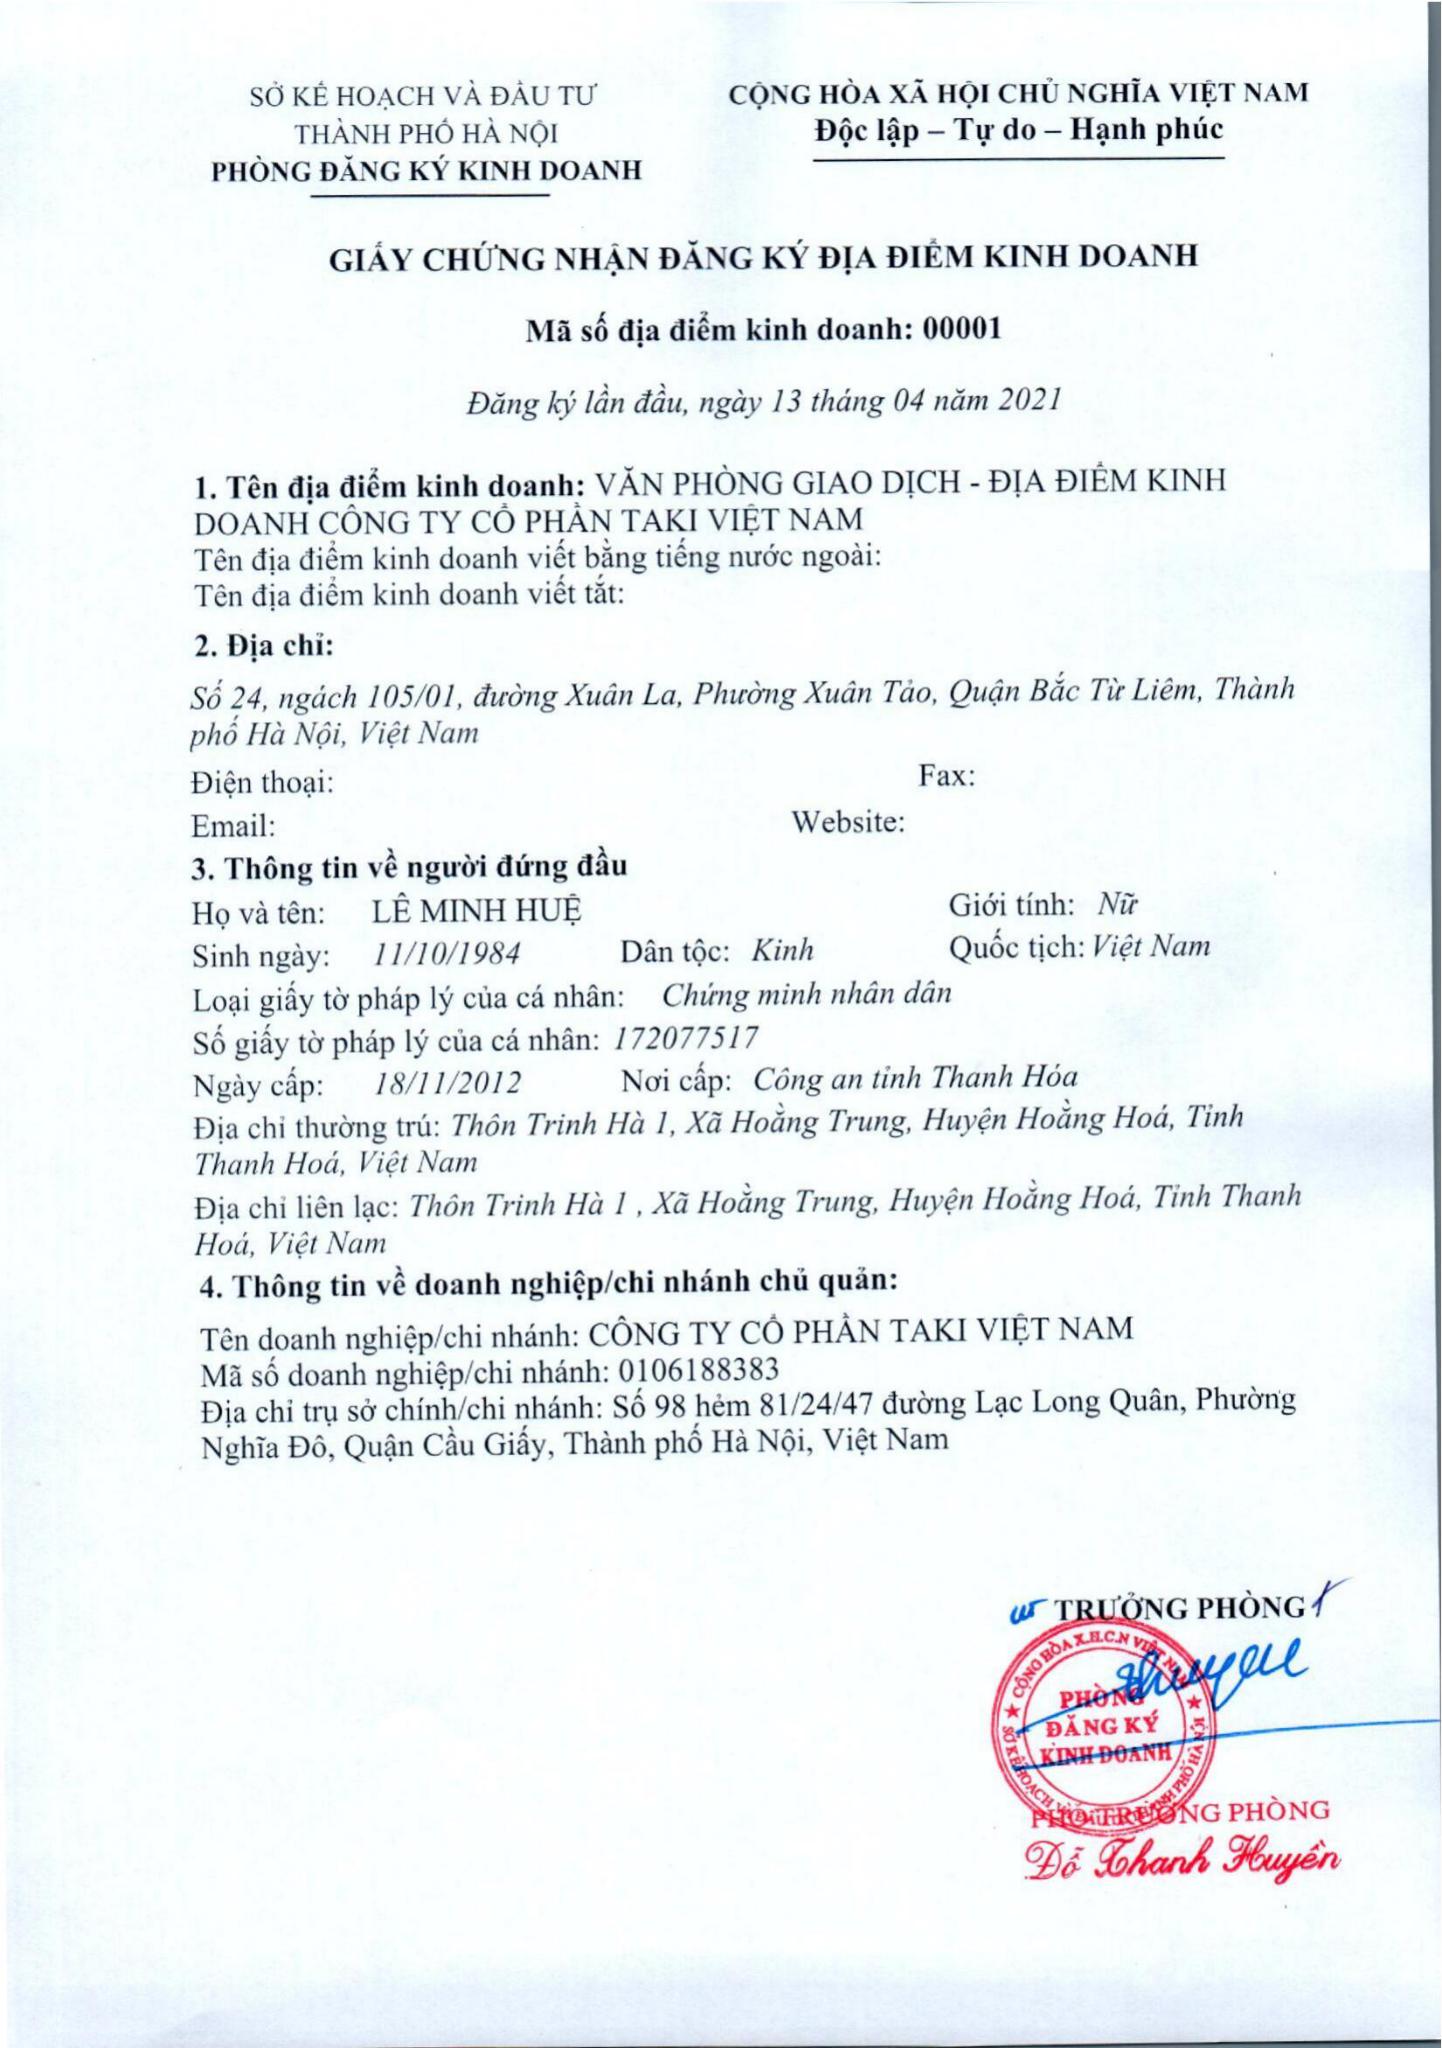 SỞ KẾ HOẠCH VÀ ĐẦU TƯ
THÀNH PHỐ HÀ NỘI
PHÒNG ĐĂNG KÝ KINH DOANH
CỘNG HÒA XÃ HỘI CHỦ NGHĨA VIỆT NAM
Độc lập – Tự do – Hạnh phúc
GIẤY CHỨNG NHẬN ĐĂNG KÝ ĐỊA ĐIỂM KINH DOANH
Mã số địa điểm kinh doanh: 00001
Đăng ký lần đầu, ngày 13 tháng 04 năm 2021
1. Tên địa điểm kinh doanh: VĂN PHÒNG GIAO DỊCH - ĐỊA ĐIỂM KINH
DOANH CÔNG TY CỔ PHẦN TAKI VIỆT NAM
Tên địa điểm kinh doanh viết bằng tiếng nước ngoài:
Tên địa điểm kinh doanh viết tắt:
2. Địa chỉ:
Số 24, ngách 105/01, đường Xuân La, Phường Xuân Tảo, Quận Bắc Từ Liêm, Thành
phố Hà Nội, Việt Nam
Điện thoại: Fax:
Email: Website:
3. Thông tin về người đứng đầu
Họ và tên: LÊ MINH HUỆ Giới tính: Nữ
Sinh ngày: 11/10/1984 Dân tộc: Kinh Quốc tịch: Việt Nam
Loại giấy tờ pháp lý của cá nhân: Chứng minh nhân dân
Số giấy tờ pháp lý của cá nhân: 172077517
Ngày cấp: 18/11/2012 Nơi cấp: Công an tỉnh Thanh Hóa
Địa chỉ thường trú: Thôn Trinh Hà 1, Xã Hoằng Trung, Huyện Hoằng Hoá, Tỉnh
Thanh Hoá, Việt Nam
Địa chỉ liên lạc: Thôn Trinh Hà 1 , Xã Hoằng Trung, Huyện Hoằng Hoá, Tỉnh Thanh
Hoá, Việt Nam
4. Thông tin về doanh nghiệp/chi nhánh chủ quản:
Tên doanh nghiệp/chi nhánh: CÔNG TY CỔ PHẦN TAKI VIỆT NAM
Mã số doanh nghiệp/chi nhánh: 0106188383
Địa chỉ trụ sở chính/chi nhánh: Số 98 hẻm 81/24/47 đường Lạc Long Quân, Phường
Nghĩa Đô, Quận Cầu Giấy, Thành phố Hà Nội, Việt Nam
TRƯỞNG PHÒNG
CỘNG HÒA X.H.C.N VIỆT NAM
PHÒNG
ĐĂNG KÝ
KINH DOANH
SỞ KẾ HOẠCH VÀ ĐẦU TƯ THÀNH PHỐ HÀ NỘI
PHÓ TRƯỞNG PHÒNG
Đỗ Thanh Huyền